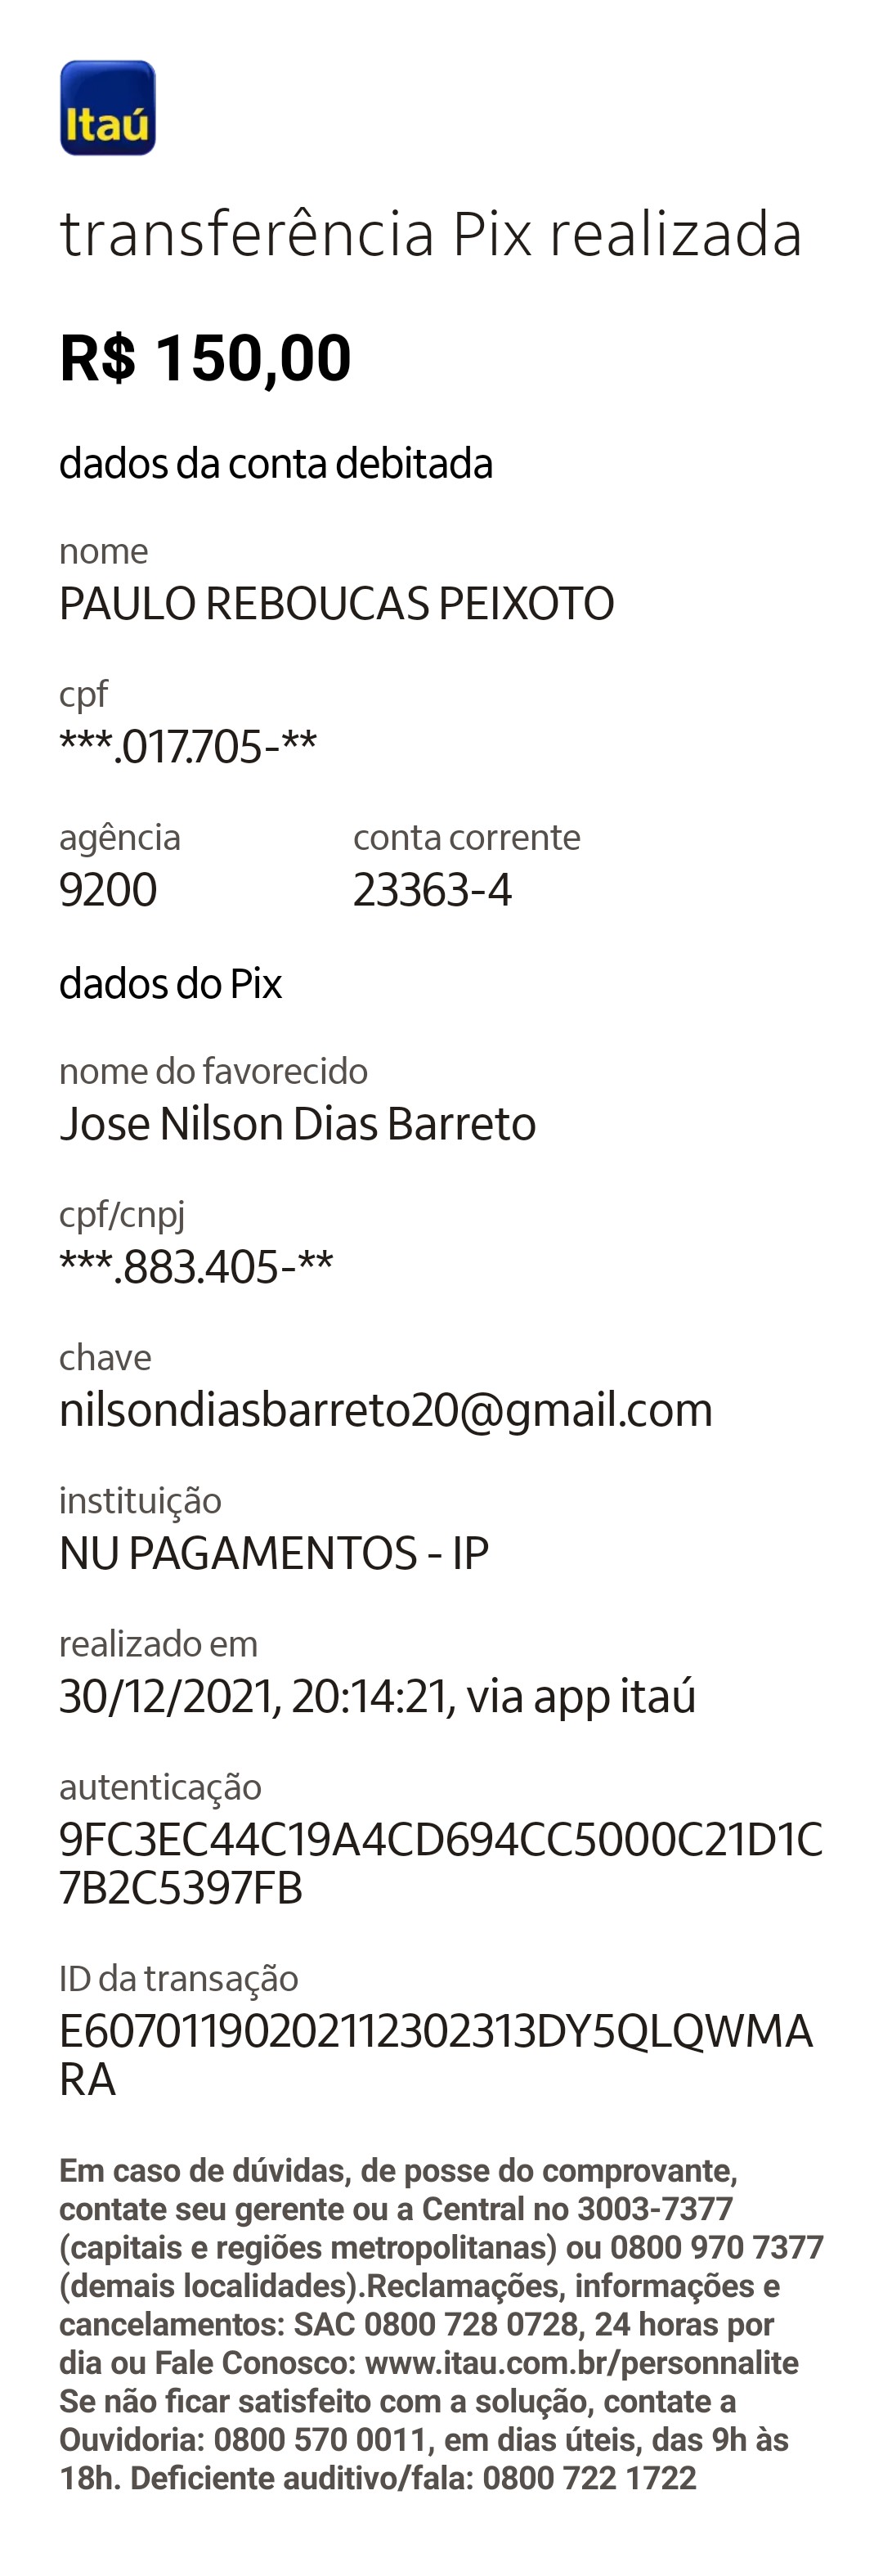 Itaú
transferência Pix realizada
R$ 150,00
dados da conta debitada
nome
PAULO REBOUCAS PEIXOTO
cpf
***.017.705-**
agência conta corrente
9200 23363-4
dados do Pix
nome do favorecido
Jose Nilson Dias Barreto
cpf/cnpj
***.883.405-**
chave
nilsondiasbarreto20@gmail.com
instituição
NU PAGAMENTOS - IP
realizado em
30/12/2021, 20:14:21, via app itaú
autenticação
9FC3EC44C19A4CD694CC5000C21D1C
7B2C5397FB
ID da transação
E60701190202112302313DY5QLQWMA
RA
Em caso de dúvidas, de posse do comprovante,
contate seu gerente ou a Central no 3003-7377
(capitais e regiões metropolitanas) ou 0800 970 7377
(demais localidades).Reclamações, informações e
cancelamentos: SAC 0800 728 0728, 24 horas por
dia ou Fale Conosco: www.itau.com.br/personnalite
Se não ficar satisfeito com a solução, contate a
Ouvidoria: 0800 570 0011, em dias úteis, das 9h às
18h. Deficiente auditivo/fala: 0800 722 1722